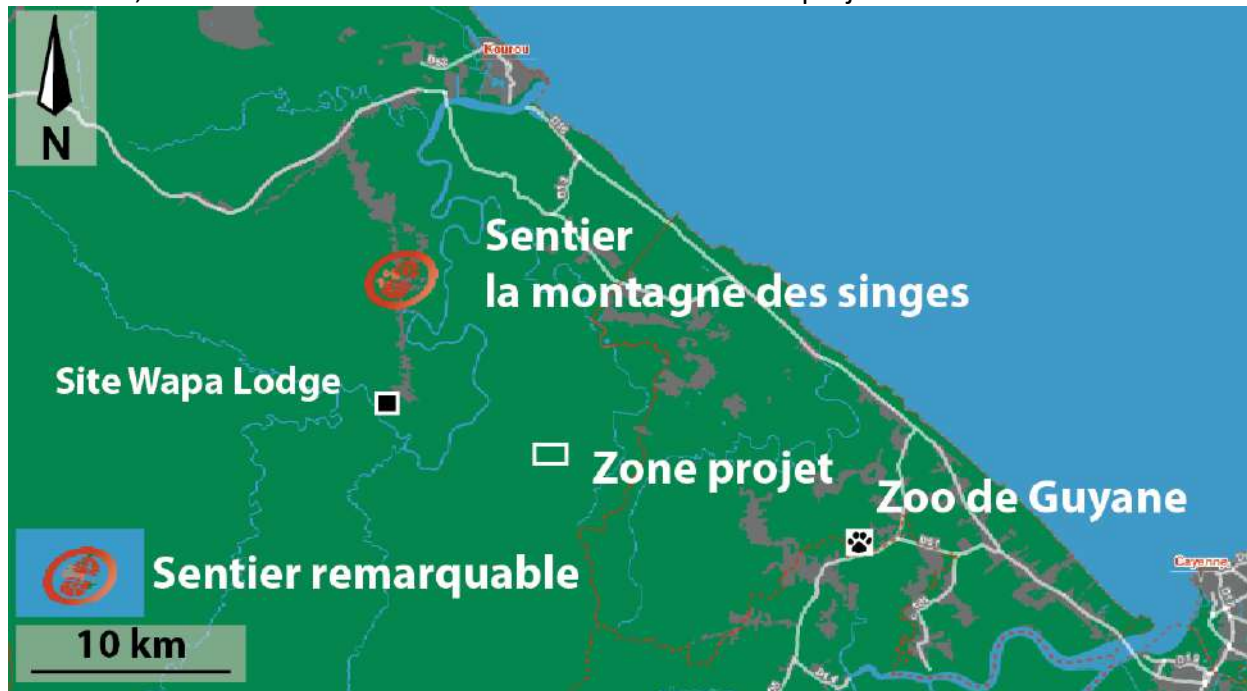 N
Kourou
Sentier
la montagne des singes
Site Wapa Lodge
Zone projet
Zoo de Guyane
D51
Cayenne
Sentier remarquable
10 km